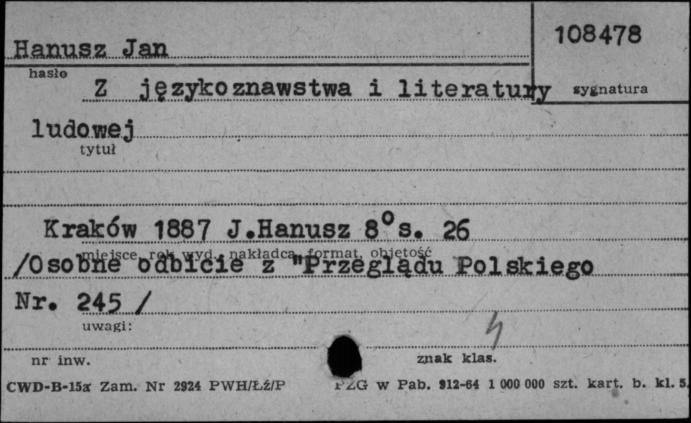 Hanusz Jan
108478
hasło
Z językoznawstwa i literatury
sygnatura
ludowej
tytuł
Kraków 1887 J.Hanusz 8° s. 26
miejsce, rok wyd., nakładca, format, objętość
/Osobne odbicie z "Przeglądu Polskiego
Nr. 245 /
uwagi:
nr inw.
znak klas.
CWD-B-15a Zam. Nr 2924 PWH/Łź/P PZG w Pab. 912-64 1 000 000 szt. kart. b. kl. 5.